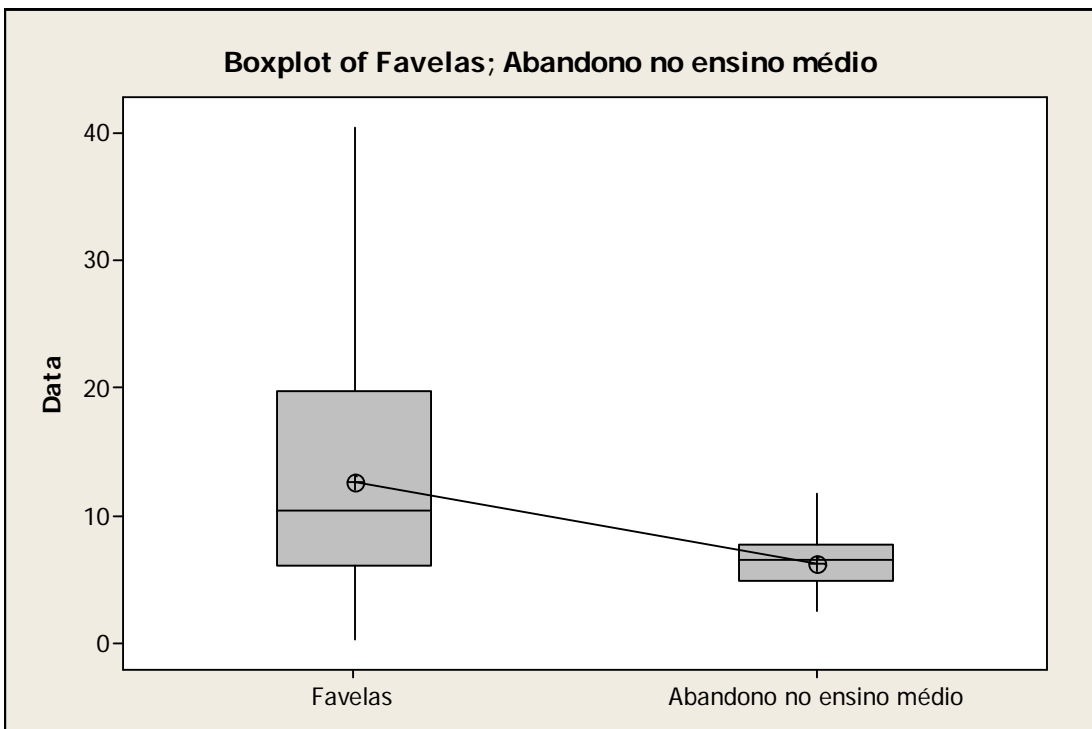 Boxplot of Favelas; Abandono no ensino médio
40
30
20
10
0
Data
Favelas
Abandono no ensino médio